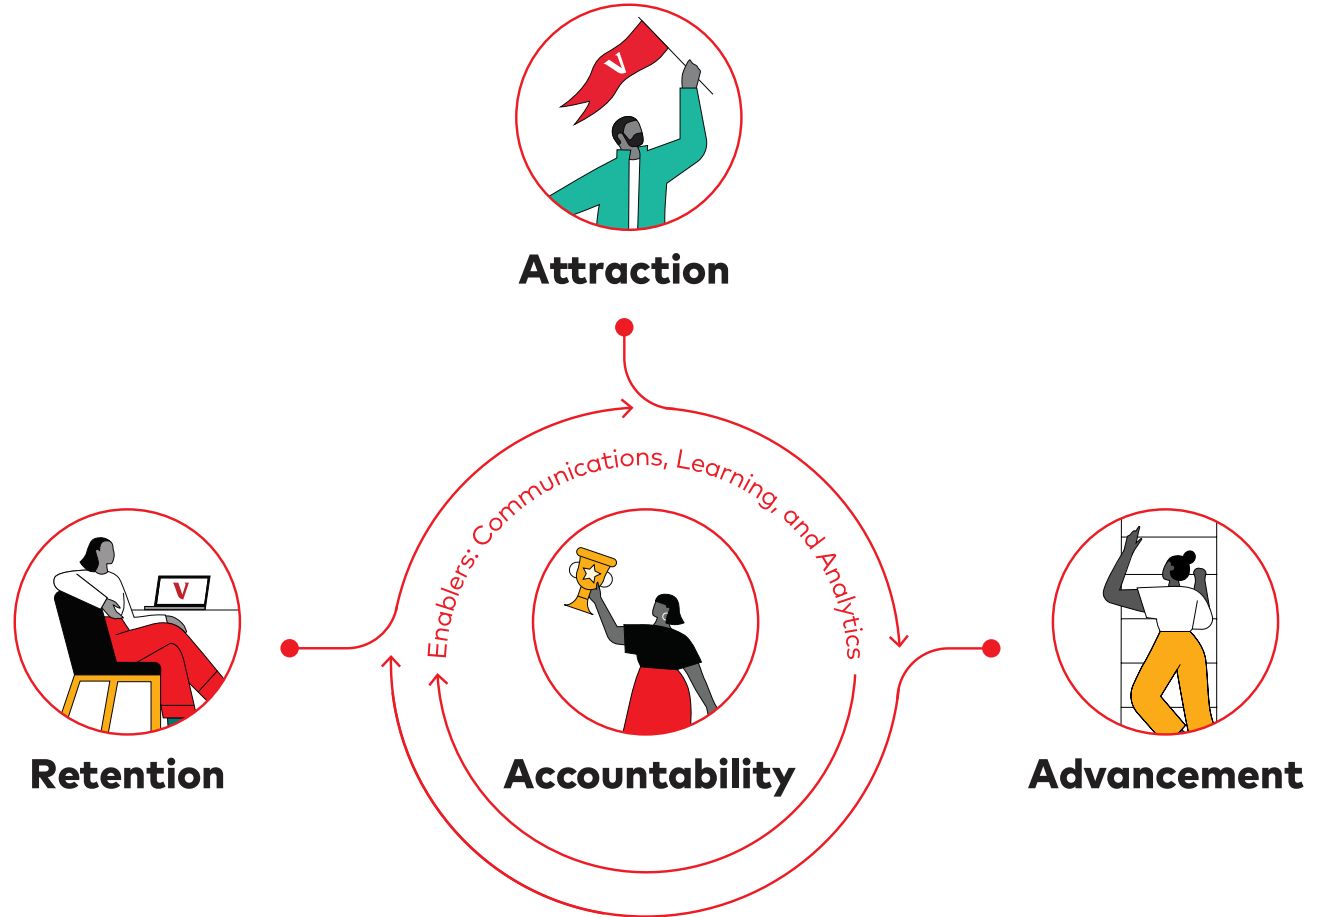 V
Attraction
Enablers: Communications, Learning, and Analytics
V
Retention
Accountability
Advancement